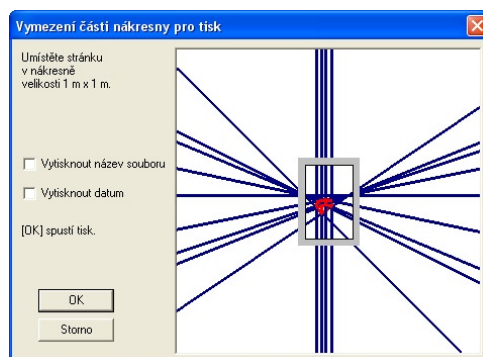 Vymezení části nákresny pro tisk
Umístěte stránku
v nákresně
velikosti 1 m x 1 m.
Vytisknout název souboru
Vytisknout datum
[OK] spustí tisk.
OK
Storno